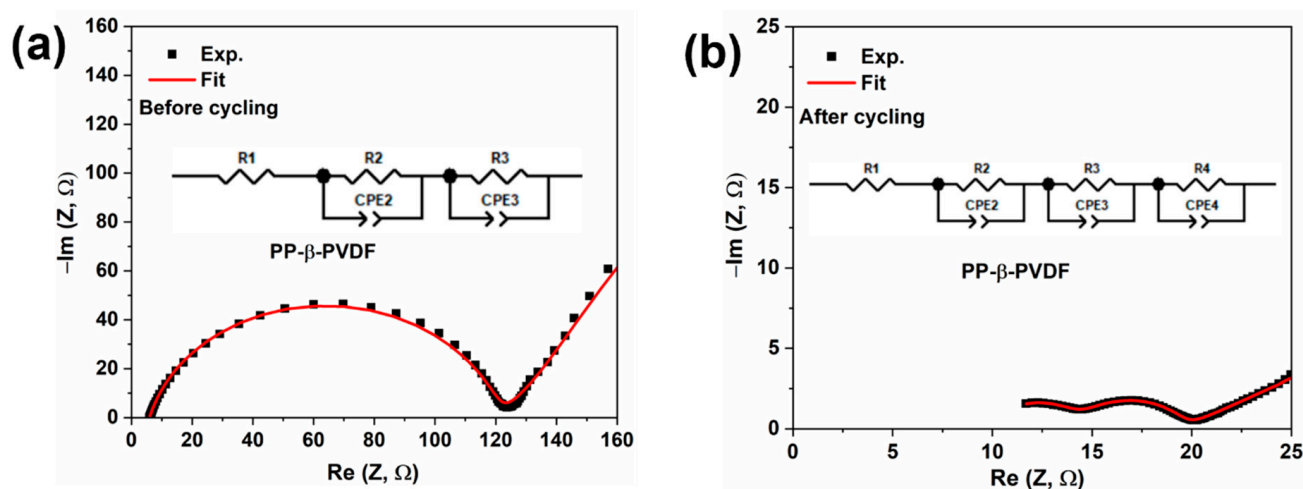 (a)
160
140
120
100
80
60
40
20
0
−Im (Z, Ω)
Exp.
Fit
Before cycling
R1
R2
R3
CPE2
CPE3
PP-β-PVDF
0 20 40 60 80 100 120 140 160
Re (Z, Ω)
(b)
25
20
15
10
5
0
−Im (Z, Ω)
Exp.
Fit
After cycling
R1
R2
R3
R4
CPE2
CPE3
CPE4
PP-β-PVDF
0 5 10 15 20 25
Re (Z, Ω)